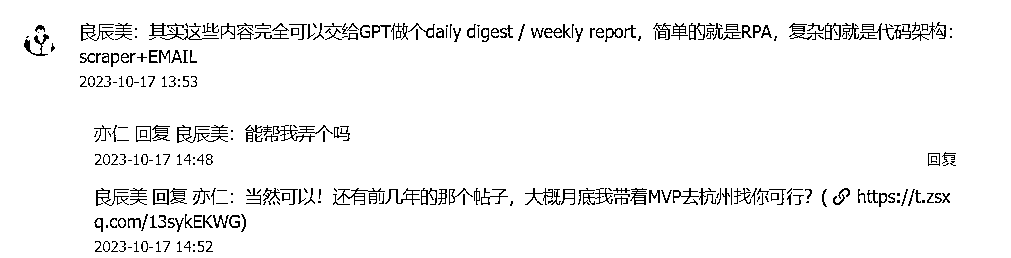 良辰美：其实这些内容完全可以交给GPT做个daily digest / weekly report，简单的就是RPA，复杂的就是代码架构：
scraper+EMAIL
2023-10-17 13:53
亦仁 回复 良辰美：能帮我弄个吗
2023-10-17 14:48 回复
良辰美 回复 亦仁：当然可以！还有前几年的那个帖子，大概月底我带着MVP去杭州找你可行？( https://t.zsx
q.com/13sykEKWG)
2023-10-17 14:52